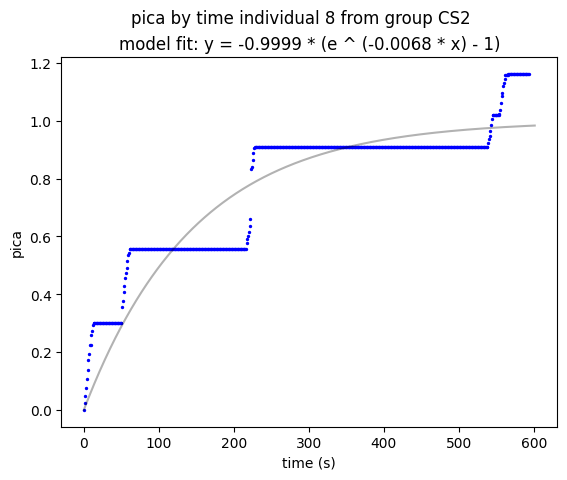 pica by time individual 8 from group CS2
model fit: y = -0.9999 * (e ^ (-0.0068 * x) - 1)
1.2
1.0
0.8
0.6
0.4
0.2
0.0
pica
0 100 200 300 400 500 600
time (s)